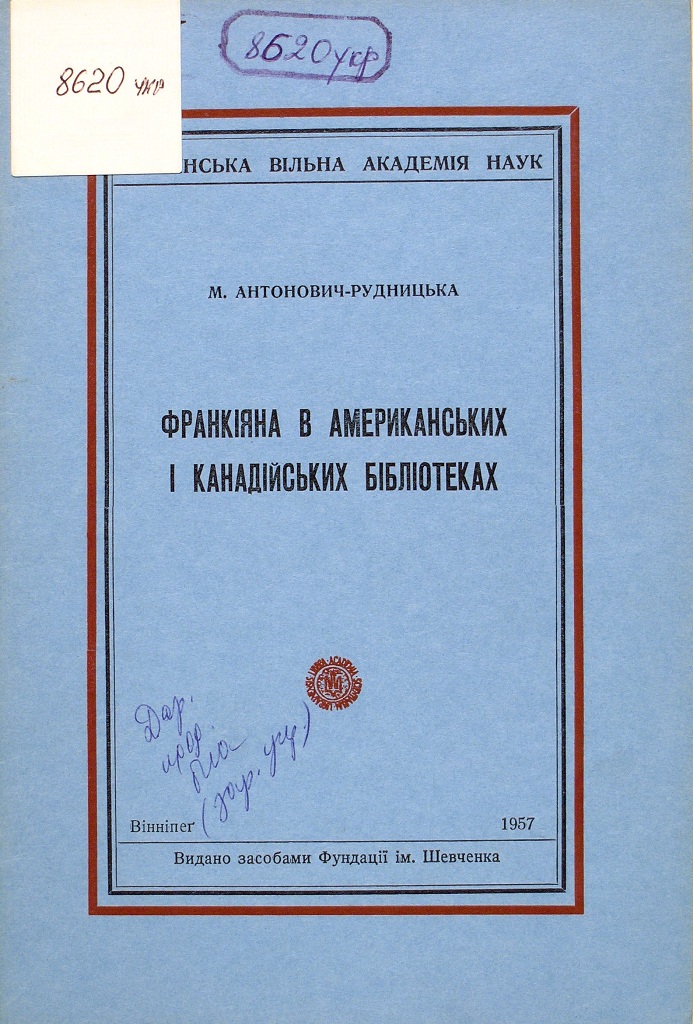 8620 укр
8620 укр
НСЬКА ВІЛЬНА АКАДЕМІЯ НАУК
М. АНТОНОВИЧ-РУДНИЦЬКА
ФРАНКІЯНА В АМЕРИКАНСЬКИХ
І КАНАДІЙСЬКИХ БІБЛІОТЕКАХ
Дар.
Вінніпеґ
1957
Видано засобами Фундації ім. Шевченка